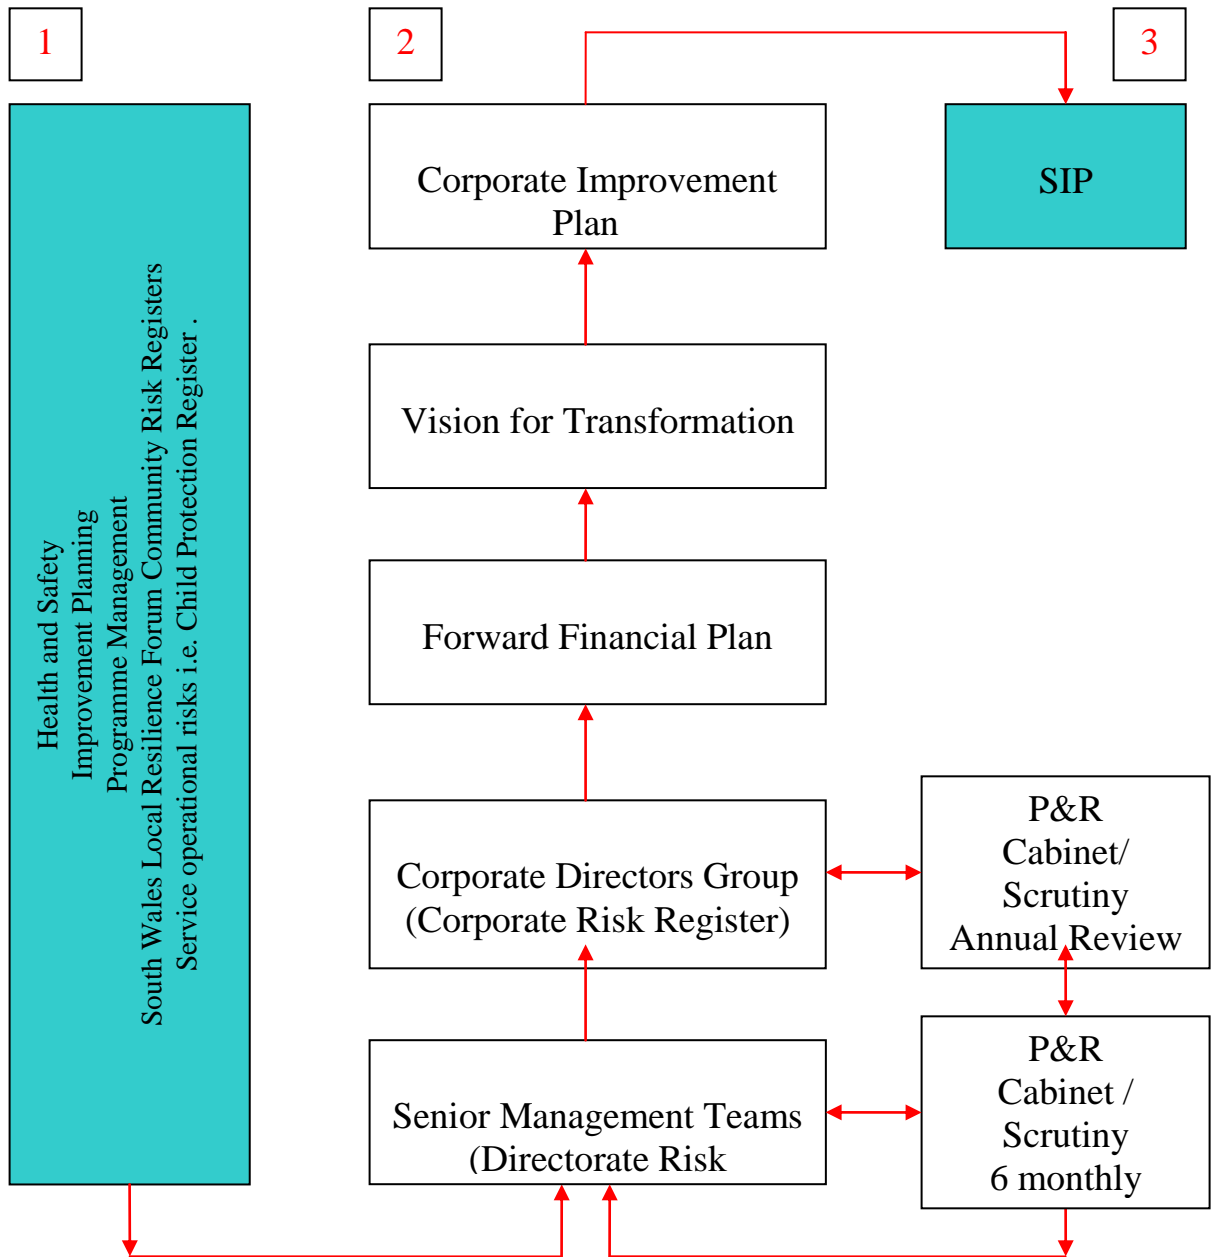 1
2
3
Health and Safety
Improvement Planning
Programme Management
South Wales Local Resilience Forum Community Risk Registers
Service operational risks i.e. Child Protection Register .
Corporate Improvement
Plan
SIP
Vision for Transformation
Forward Financial Plan
Corporate Directors Group
(Corporate Risk Register)
P&R
Cabinet/
Scrutiny
Annual Review
Senior Management Teams
(Directorate Risk
P&R
Cabinet /
Scrutiny
6 monthly